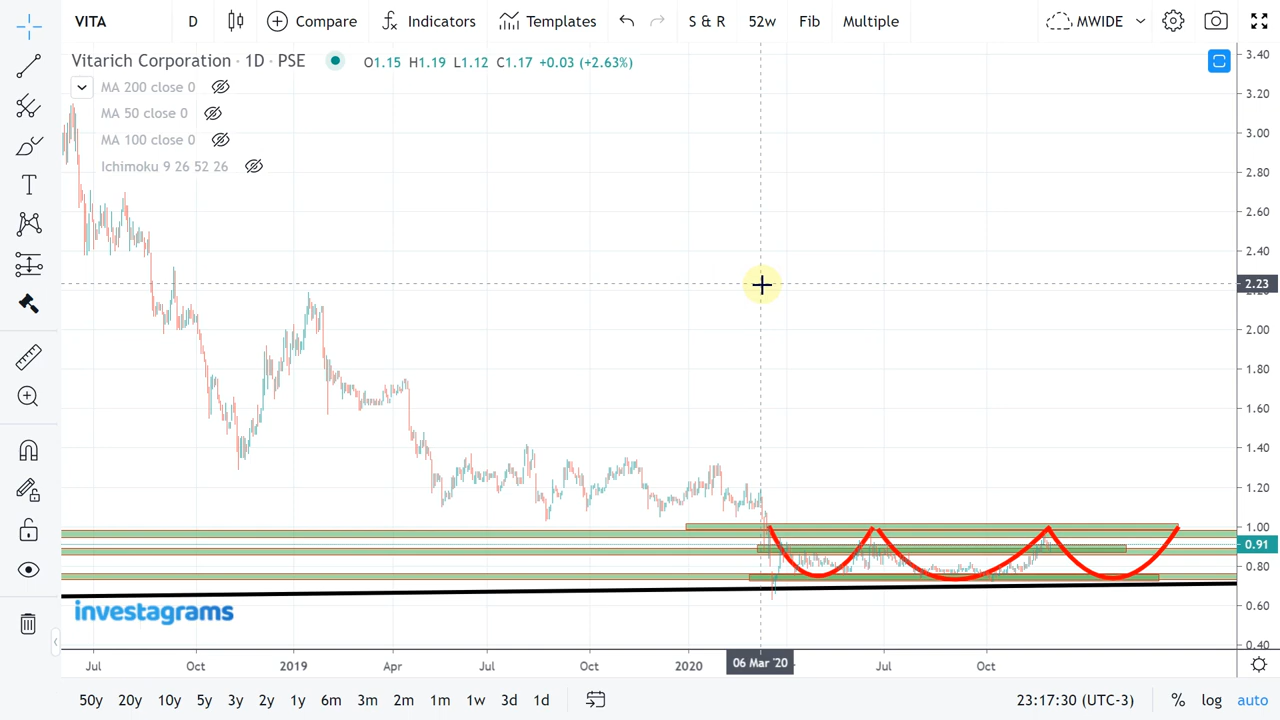 VITA D Compare Indicators Templates S & R 52w Fib Multiple MWIDE
Vitarich Corporation · 1D · PSE O1.15 H1.19 L1.12 C1.17 +0.03 (+2.63%)
MA 200 close 0
MA 50 close 0
MA 100 close 0
Ichimoku 9 26 52 26
3.40
3.20
3.00
2.80
2.60
2.40
2.23
2.00
1.80
1.60
1.40
1.20
1.00
0.91
0.80
0.60
0.40
investagrams
Jul Oct 2019 Apr Jul Oct 2020 06 Mar '20 Jul Oct
50y 20y 10y 5y 3y 2y 1y 6m 3m 2m 1m 1w 3d 1d 23:17:30 (UTC-3) % log auto